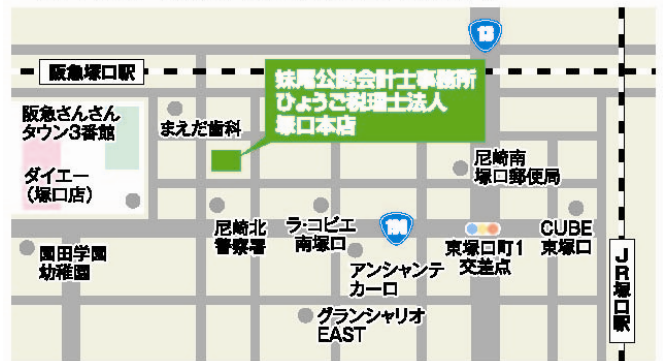 13
阪急塚口駅
妹尾公認会計士事務所
ひょうご税理士法人
塚口本店
阪急さんさん
タウン3番館
まえだ歯科
ダイエー
(塚口店)
尼崎南
塚口郵便局
尼崎北
警察署
ラ・コピエ
南塚口
東塚口町1
交差点
CUBE
東塚口
園田学園
幼稚園
アンシャンテ
カーロ
グランシャリオ
EAST
JR塚口駅